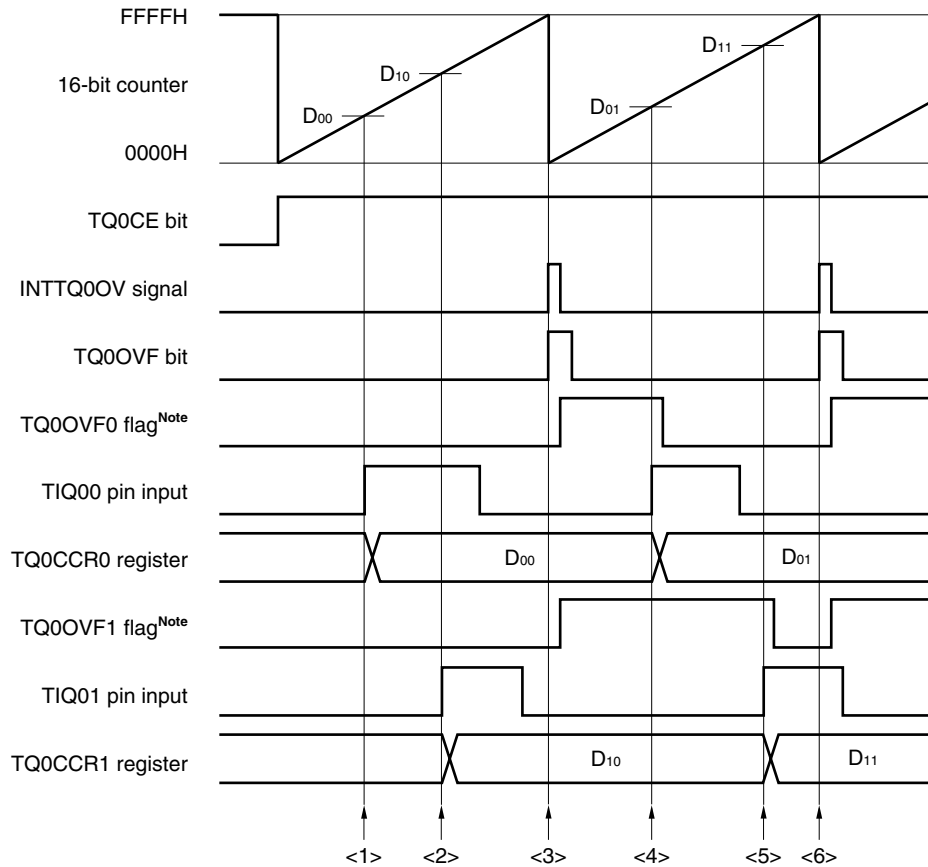 FFFFH
D11
D10
16-bit counter
D01
D00
0000H
TQ0CE bit
INTTQ0OV signal
TQ0OVF bit
TQ0OVF0 flagNote
TIQ00 pin input
TQ0CCR0 register
D00
D01
TQ0OVF1 flagNote
TIQ01 pin input
TQ0CCR1 register
D10
D11
<1> <2> <3> <4> <5> <6>